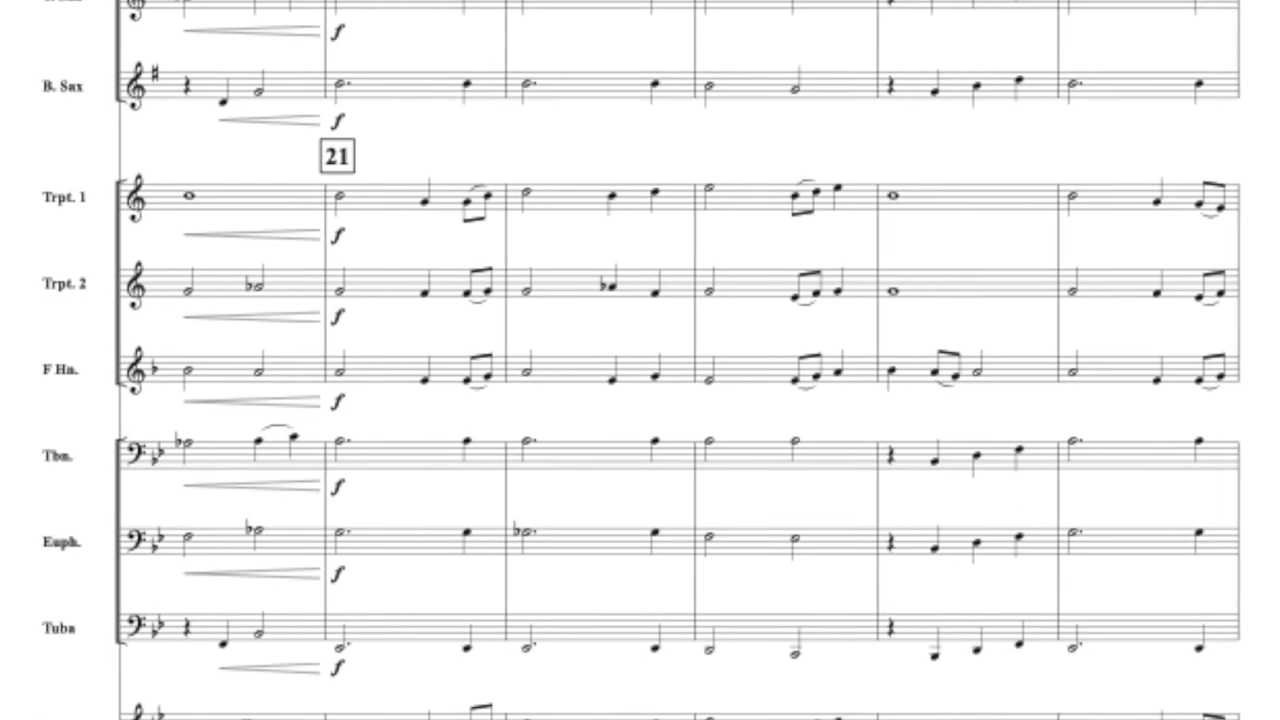 f
B. Sax
f
21
Trpt. 1
f
Trpt. 2
f
F Hn.
f
Tbn.
f
Euph.
f
Tuba
f